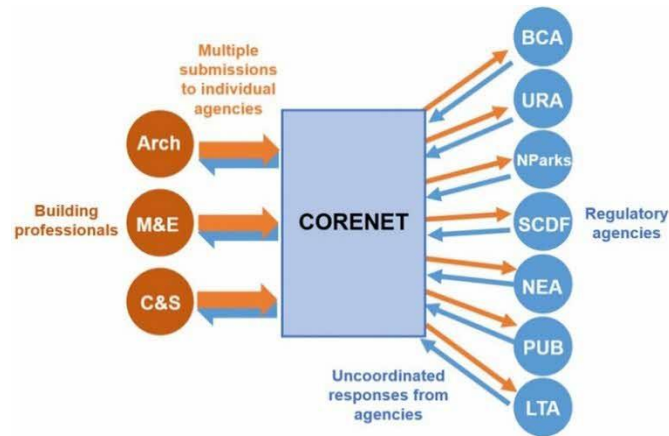 Multiple
submissions
to individual
agencies
Arch
M&E
C&S
Building
professionals
CORENET
BCA
URA
NParks
SCDF
NEA
PUB
LTA
Regulatory
agencies
Uncoordinated
responses from
agencies